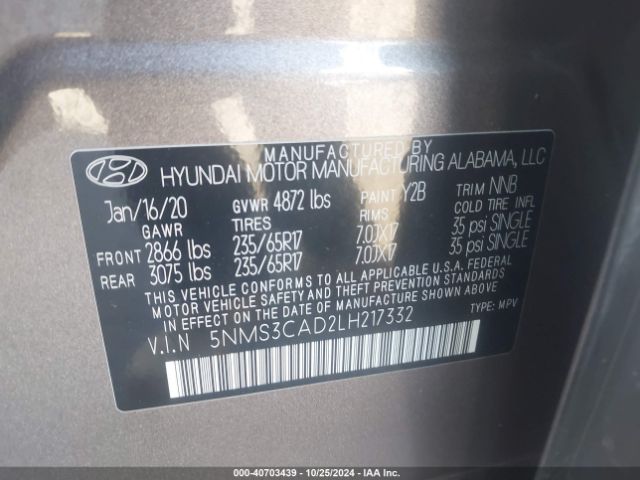 MANUFACTURED BY
HYUNDAI MOTOR MANUFACTURING ALABAMA, LLC
Jan/16/20 GVWR 4872 lbs PAINT Y2B TRIM NNB
GAWR TIRES RIMS COLD TIRE INFL
FRONT 2866 lbs 235/65R17 7.0JX17 35 psi SINGLE
REAR 3075 lbs 235/65R17 7.0JX17 35 psi SINGLE
THIS VEHICLE CONFORMS TO ALL APPLICABLE U.S.A. FEDERAL
MOTOR VEHICLE SAFETY AND THEFT PREVENTION STANDARDS
IN EFFECT ON THE DATE OF MANUFACTURE SHOWN ABOVE.
V.I.N 5NMS3CAD2LH217332 TYPE: MPV
000-40703439 - 10/25/2024 - IAA Inc.